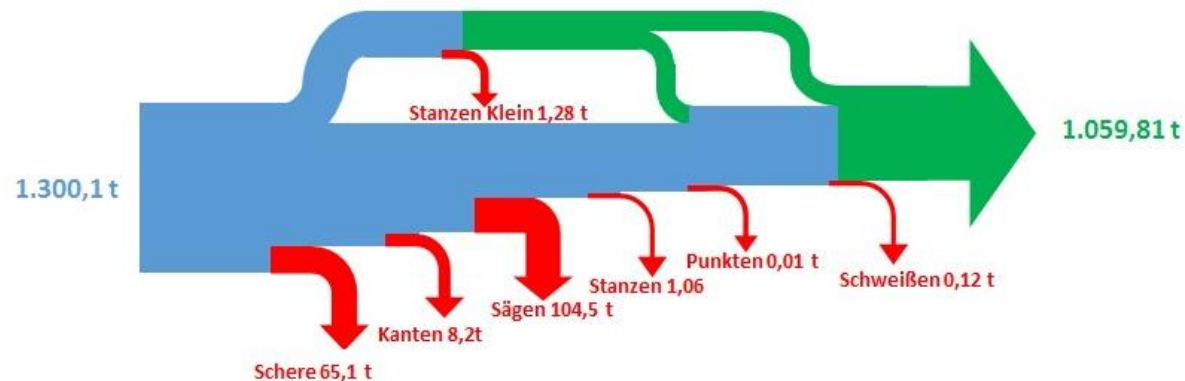 Stanzen Klein 1,28 t
1.059,81 t
1.300,1 t
Punkten 0,01 t
Schweißen 0,12 t
Stanzen 1,06
Sägen 104,5 t
Kanten 8,2t
Schere 65,1 t